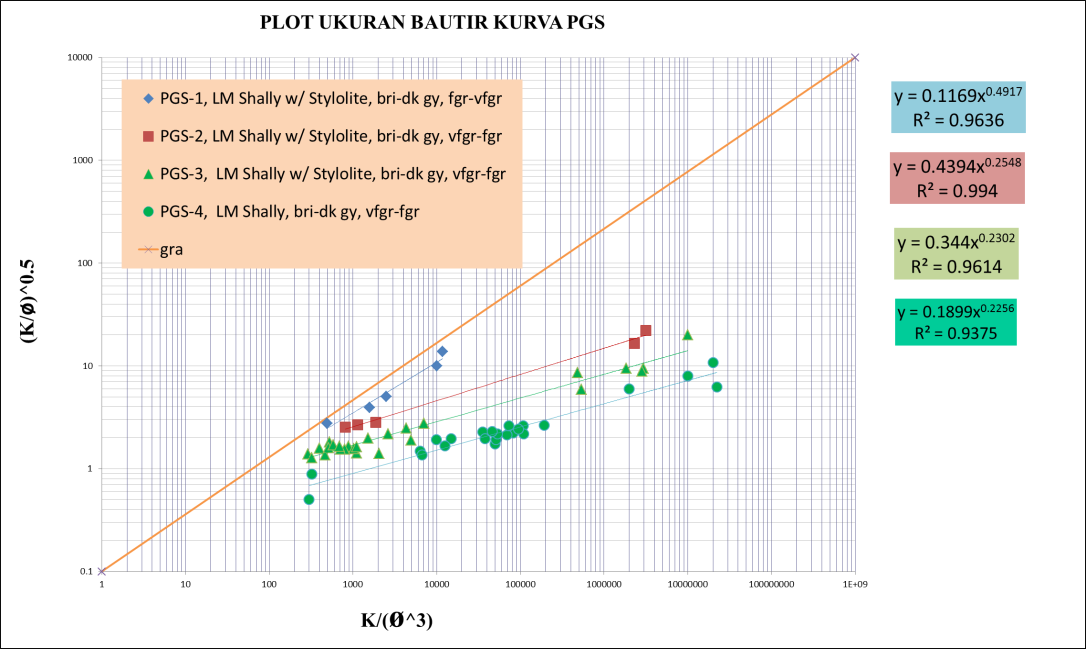 PLOT UKURAN BAUTIR KURVA PGS
10000
1000
100
10
1
0.1
(K/ø)^0.5
PGS-1, LM Shally w/ Stylolite, bri-dk gy, fgr-vfgr
PGS-2, LM Shally w/ Stylolite, bri-dk gy, vfgr-fgr
PGS-3, LM Shally w/ Stylolite, bri-dk gy, vfgr-fgr
PGS-4, LM Shally, bri-dk gy, vfgr-fgr
gra
y = 0.1169x^0.4917
R² = 0.9636
y = 0.4394x^0.2548
R² = 0.994
y = 0.344x^0.2302
R² = 0.9614
y = 0.1899x^0.2256
R² = 0.9375
1 10 100 1000 10000 100000 1000000 10000000 100000000 1E+09
K/(Ø^3)